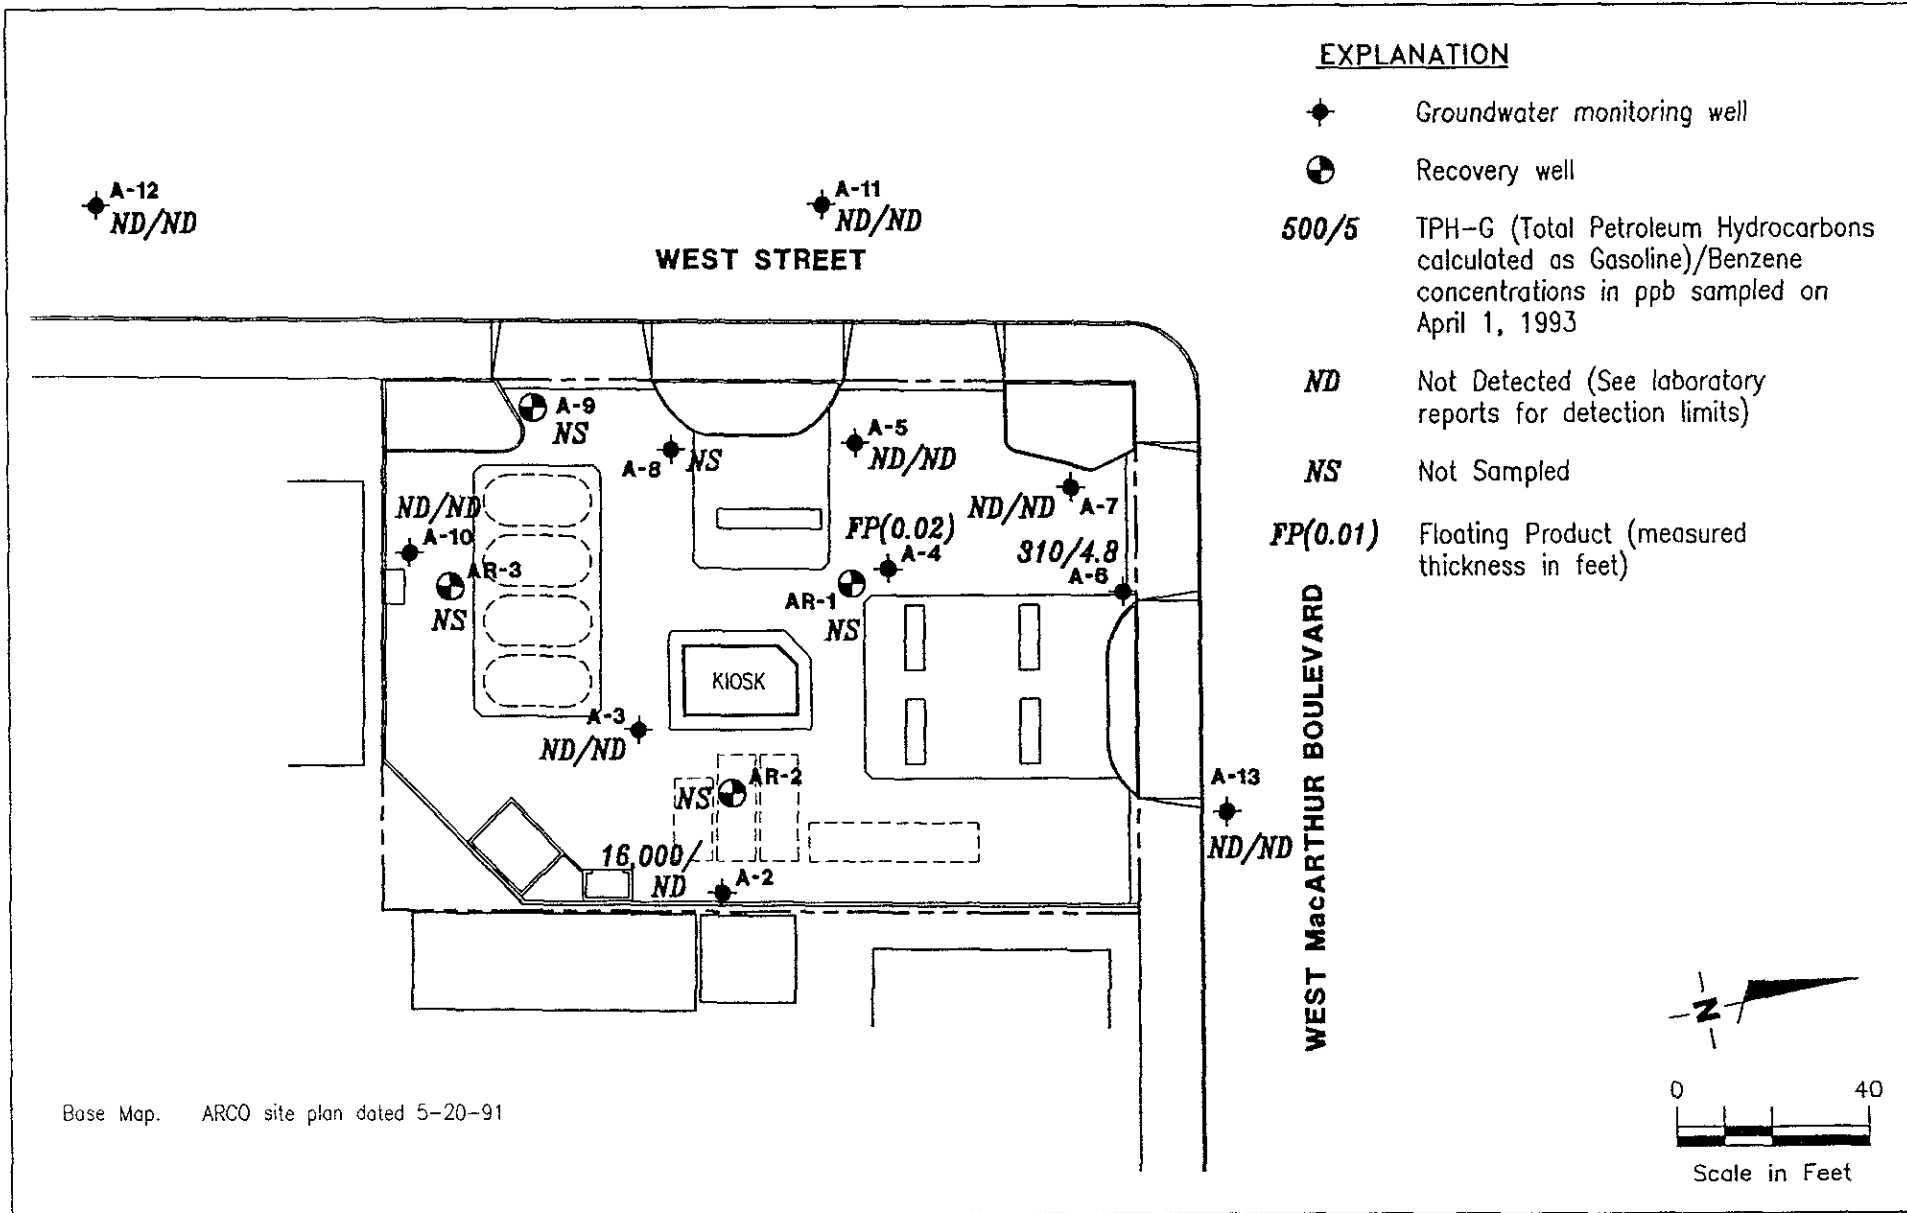 EXPLANATION
Groundwater monitoring well
Recovery well
500/5 TPH-G (Total Petroleum Hydrocarbons
calculated as Gasoline)/Benzene
concentrations in ppb sampled on
April 1, 1993
ND Not Detected (See laboratory
reports for detection limits)
NS Not Sampled
FP(0.01) Floating Product (measured
thickness in feet)
A-12
ND/ND
A-11
ND/ND
WEST STREET
A-9
NS
A-8 NS
A-5
ND/ND
ND/ND A-7
ND/ND
A-10
AR-3
NS
FP(0.02)
A-4
310/4.8
A-6
AR-1
NS
KIOSK
A-3
ND/ND
AR-2
NS
16,000/
ND
A-2
A-13
ND/ND
WEST MacARTHUR BOULEVARD
N
0 40
Scale in Feet
Base Map. ARCO site plan dated 5-20-91